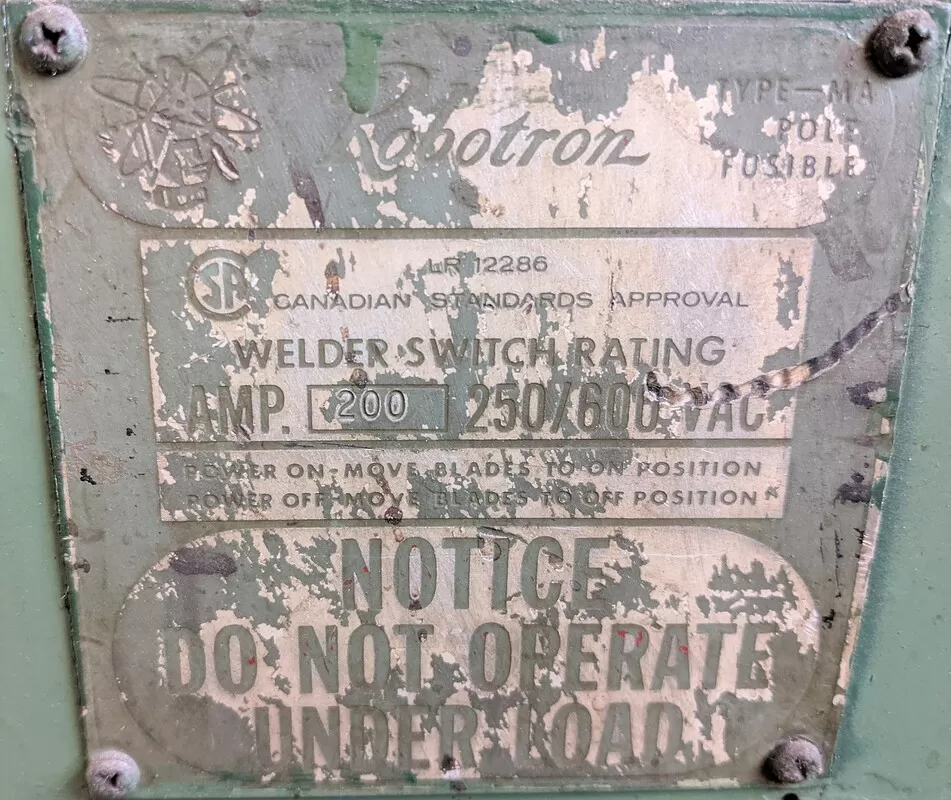 Robotron
TYPE-MA
POLE
FUSIBLE
SA
LR 12286
CANADIAN STANDARDS APPROVAL
WELDER SWITCH RATING
AMP. 200 250/600 VAC
POWER ON-MOVE BLADES TO ON POSITION
POWER OFF-MOVE BLADES TO OFF POSITION
NOTICE
DO NOT OPERATE
UNDER LOAD